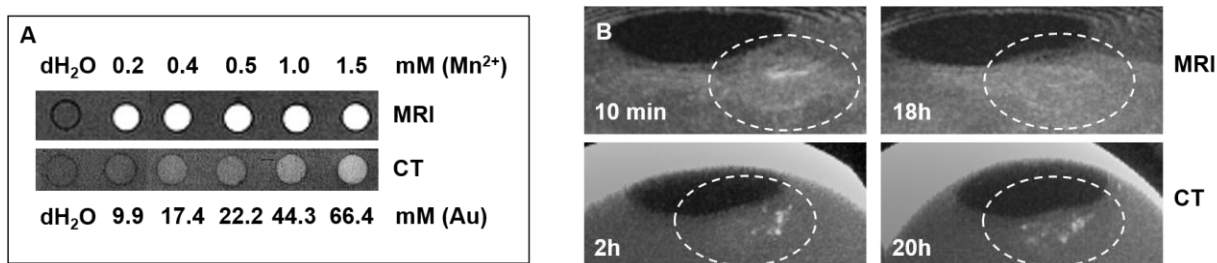 A
dH₂O 0.2 0.4 0.5 1.0 1.5 mM (Mn²⁺)
MRI
CT
dH₂O 9.9 17.4 22.2 44.3 66.4 mM (Au)
B
10 min 18h MRI
2h 20h CT